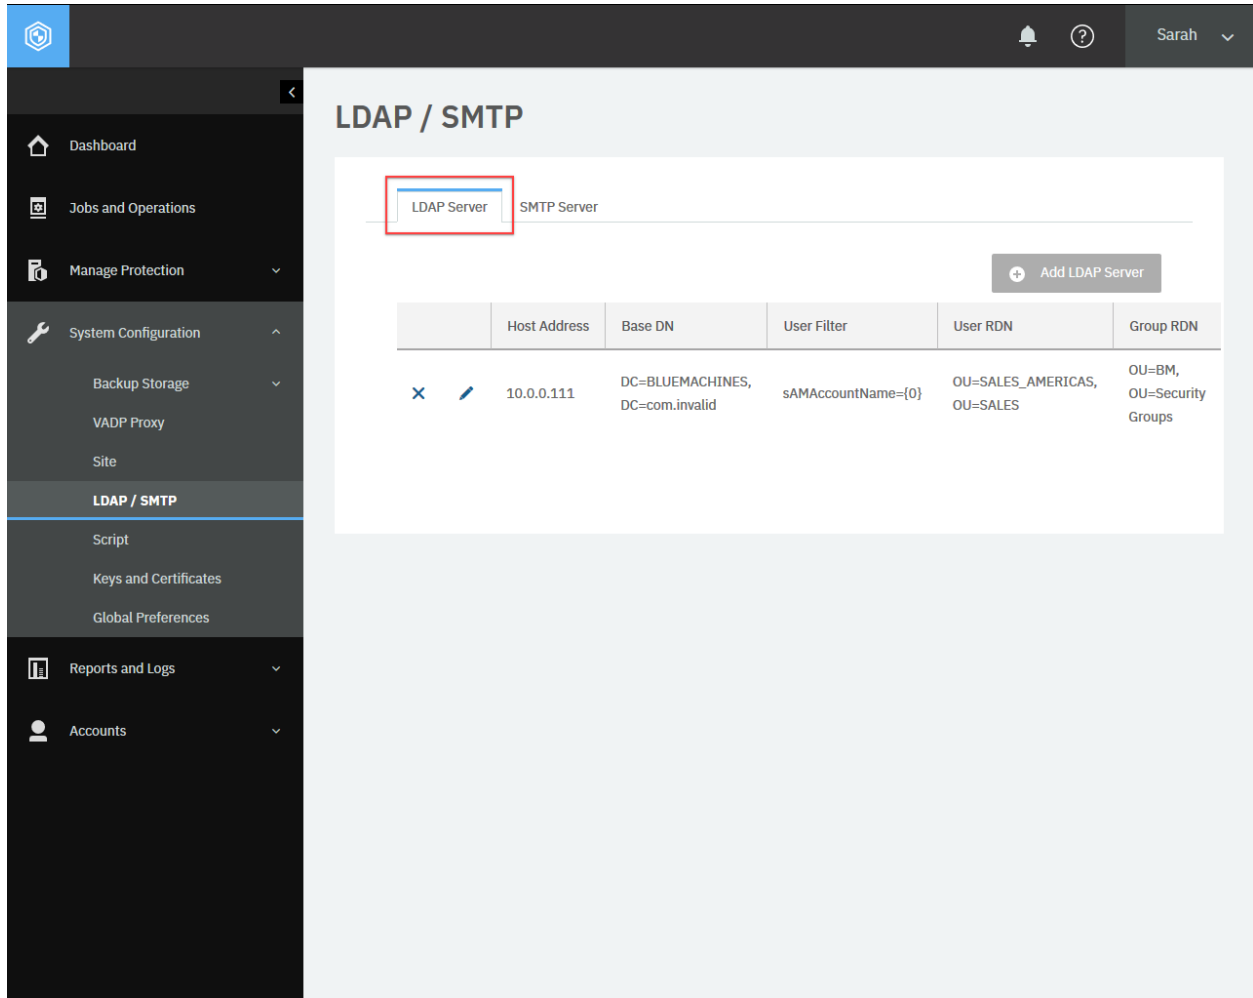 Sarah
LDAP / SMTP
Dashboard
Jobs and Operations
Manage Protection
System Configuration
Backup Storage
VADP Proxy
Site
LDAP / SMTP
Script
Keys and Certificates
Global Preferences
Reports and Logs
Accounts
LDAP Server SMTP Server
Add LDAP Server
Host Address Base DN User Filter User RDN Group RDN
10.0.0.111
DC=BLUEMACHINES,
DC=com.invalid
sAMAccountName={0}
OU=SALES_AMERICAS,
OU=SALES
OU=BM,
OU=Security
Groups